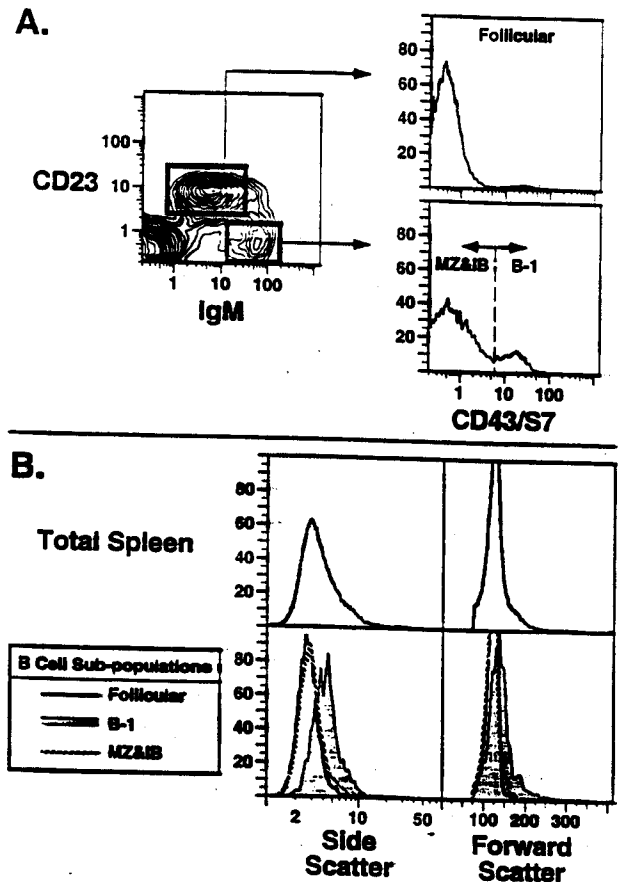 A.
CD23
100
10
1
1 10 100
IgM
Follicular
80
60
40
20
80
60
40
20
MZ&IB B-1
1 10 100
CD43/S7
B.
Total Spleen
80
60
40
20
B Cell Sub-populations
Follicular
B-1
MZ&IB
80
60
40
20
2 10 50
100 200 300
Side
Scatter
Forward
Scatter